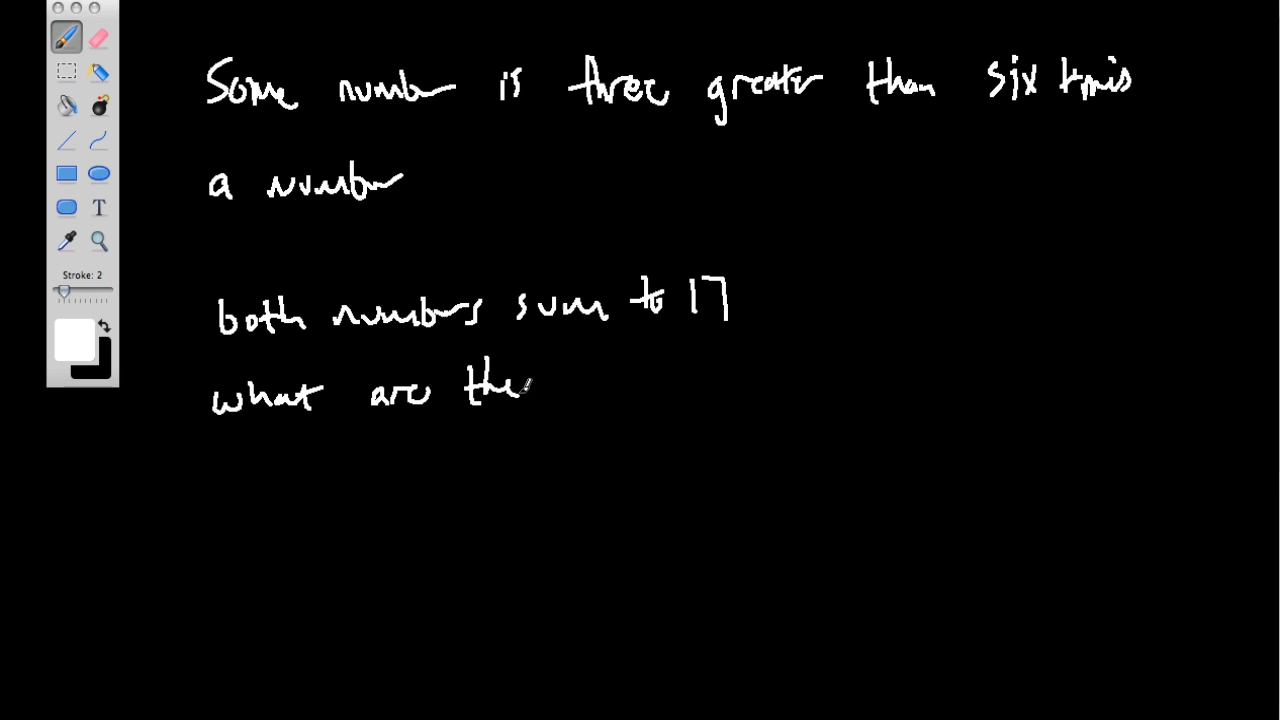 Stroke: 2
Some number is three greater than six times
a number
both numbers sum to 17
what are the